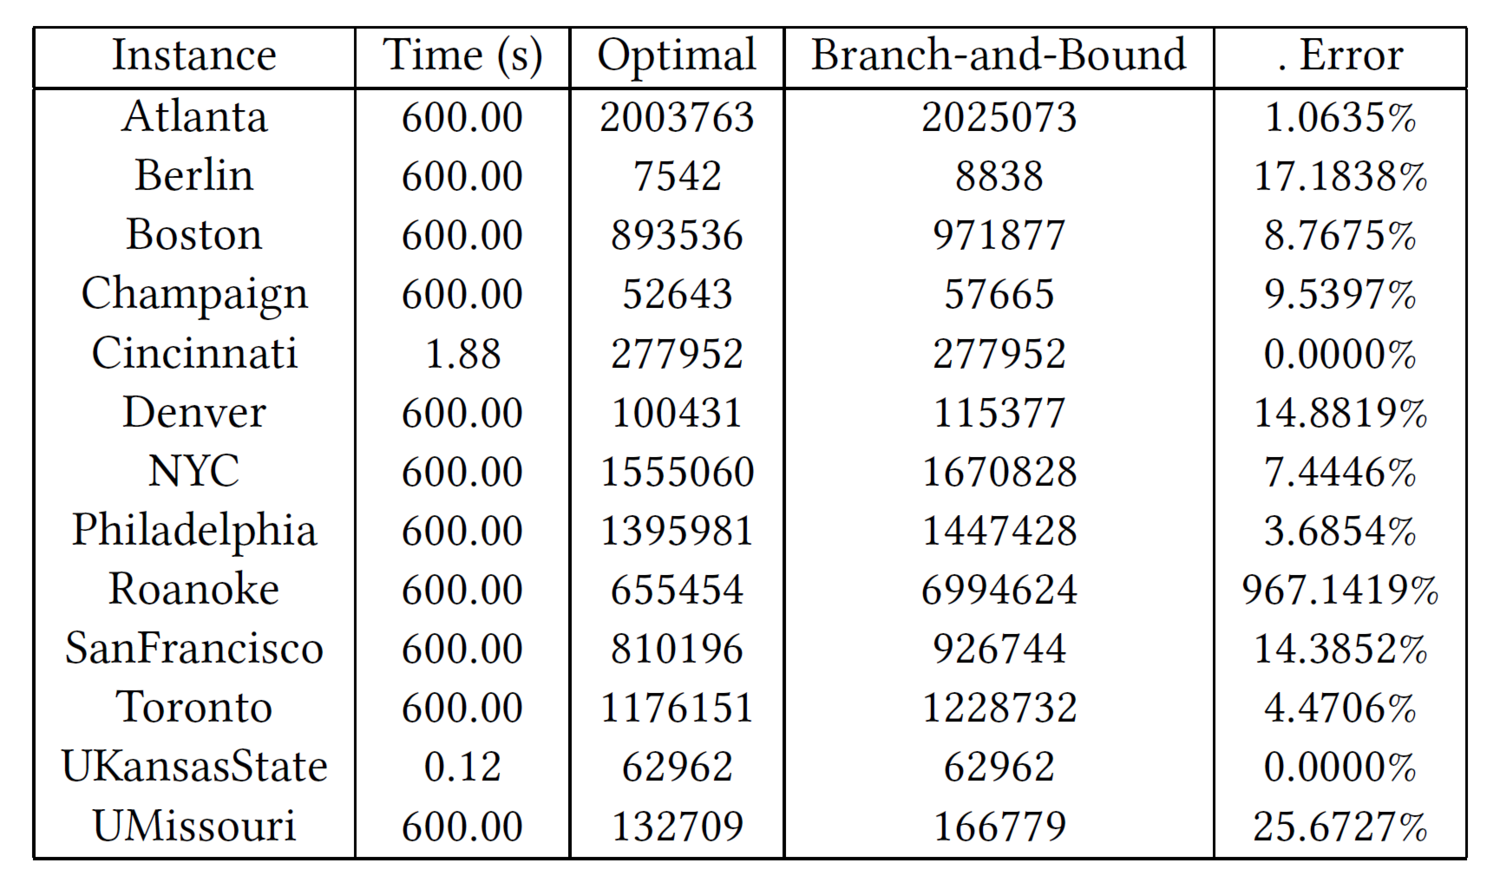 Instance Time (s) Optimal Branch-and-Bound . Error
Atlanta 600.00 2003763 2025073 1.0635%
Berlin 600.00 7542 8838 17.1838%
Boston 600.00 893536 971877 8.7675%
Champaign 600.00 52643 57665 9.5397%
Cincinnati 1.88 277952 277952 0.0000%
Denver 600.00 100431 115377 14.8819%
NYC 600.00 1555060 1670828 7.4446%
Philadelphia 600.00 1395981 1447428 3.6854%
Roanoke 600.00 655454 6994624 967.1419%
SanFrancisco 600.00 810196 926744 14.3852%
Toronto 600.00 1176151 1228732 4.4706%
UKansasState 0.12 62962 62962 0.0000%
UMissouri 600.00 132709 166779 25.6727%